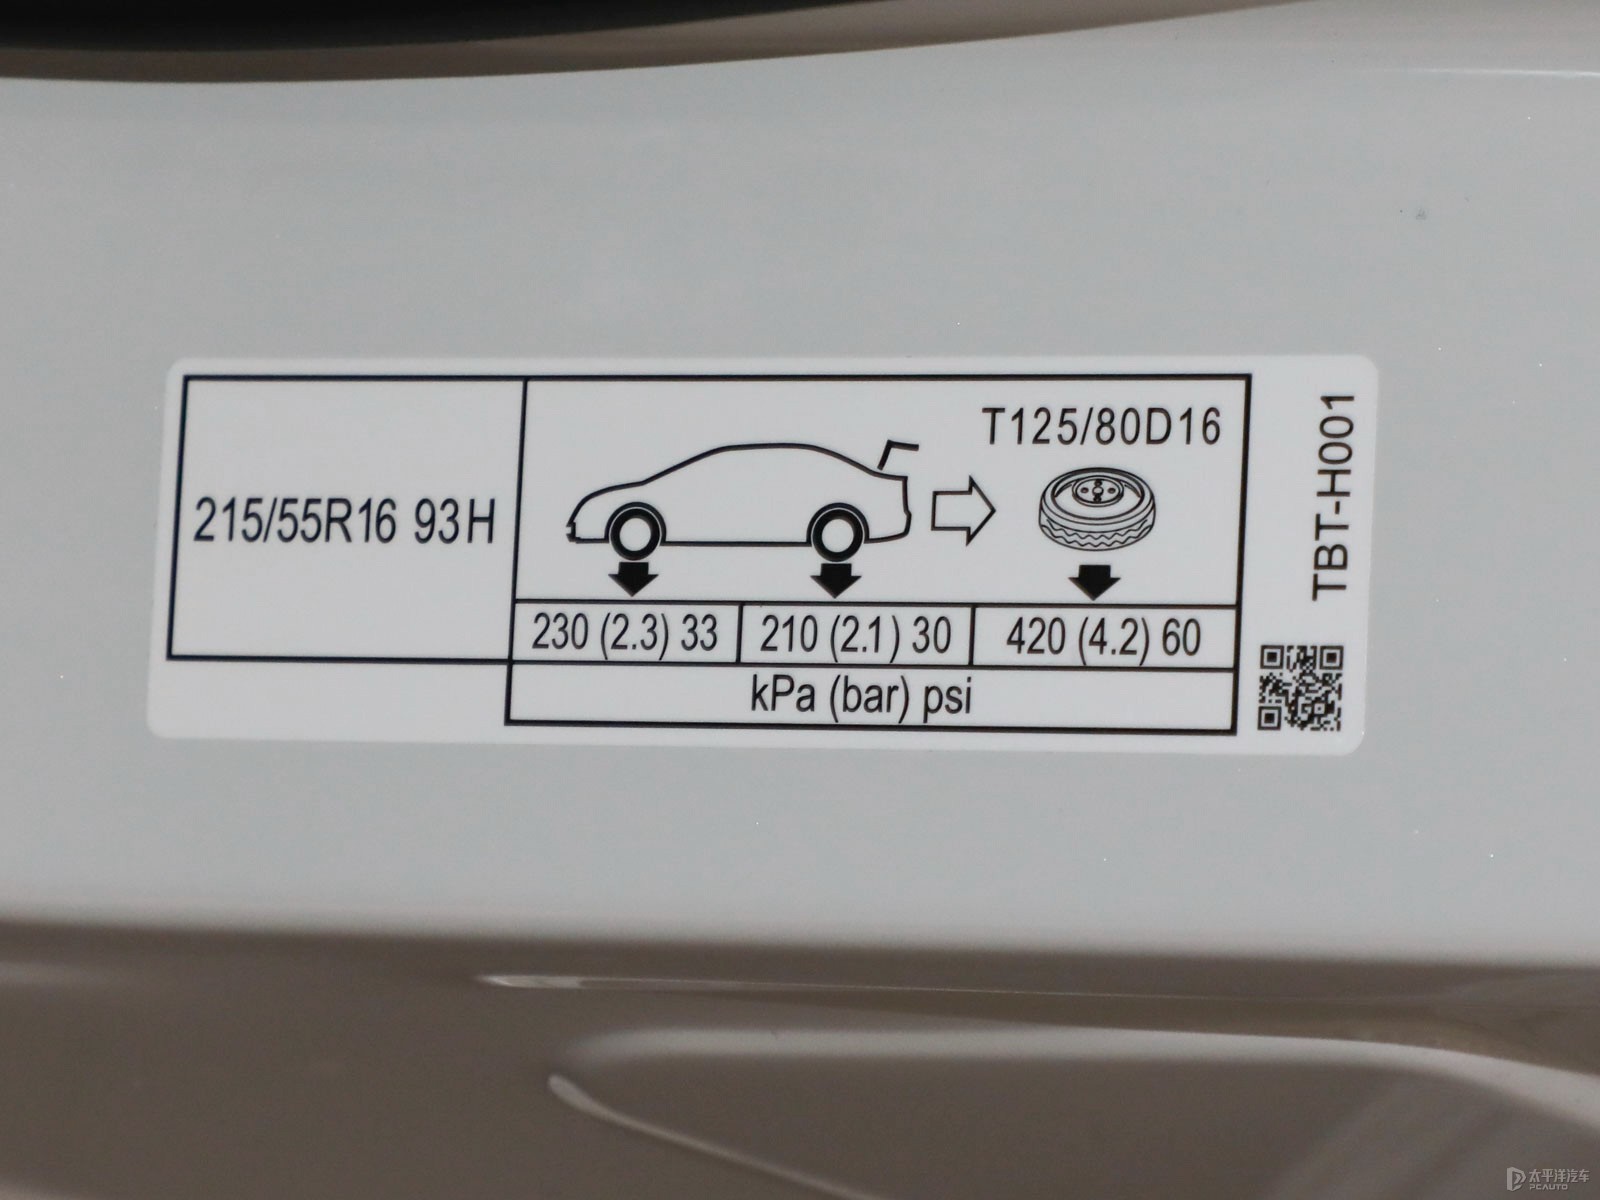 215/55R16 93H
T125/80D16
230 (2.3) 33
210 (2.1) 30
420 (4.2) 60
kPa (bar) psi
TBT-H001
太平洋汽车
PCAUTO